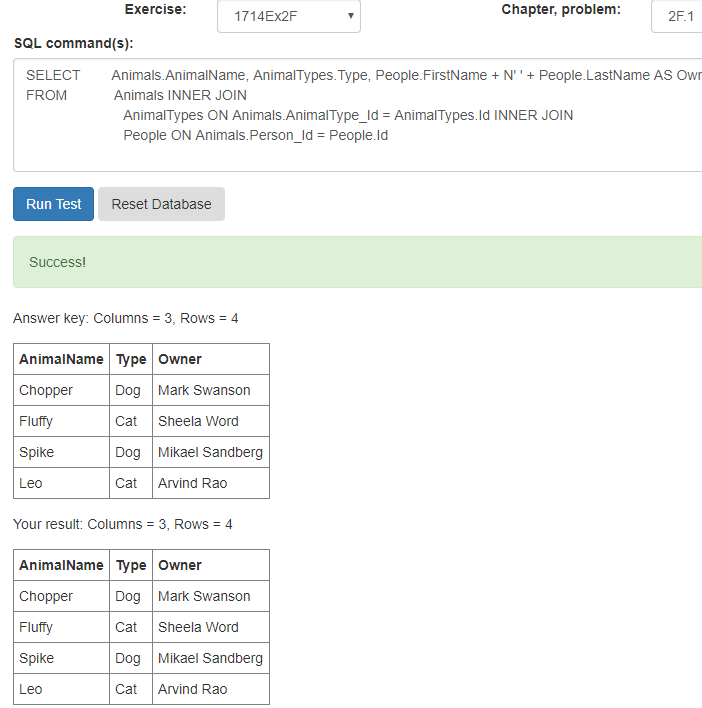 Exercise: 1714Ex2F Chapter, problem: 2F.1
SQL command(s):
SELECT Animals.AnimalName, AnimalTypes.Type, People.FirstName + N' ' + People.LastName AS Owr
FROM Animals INNER JOIN
AnimalTypes ON Animals.AnimalType_Id = AnimalTypes.Id INNER JOIN
People ON Animals.Person_Id = People.Id
Run Test Reset Database
Success!
Answer key: Columns = 3, Rows = 4
AnimalName Type Owner
Chopper Dog Mark Swanson
Fluffy Cat Sheela Word
Spike Dog Mikael Sandberg
Leo Cat Arvind Rao
Your result: Columns = 3, Rows = 4
AnimalName Type Owner
Chopper Dog Mark Swanson
Fluffy Cat Sheela Word
Spike Dog Mikael Sandberg
Leo Cat Arvind Rao